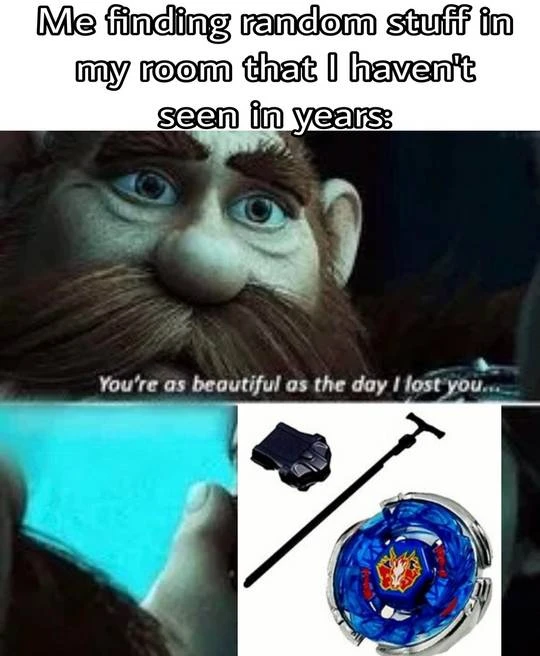 Me finding random stuff in
my room that I haven't
seen in years:
You're as beautiful as the day I lost you...